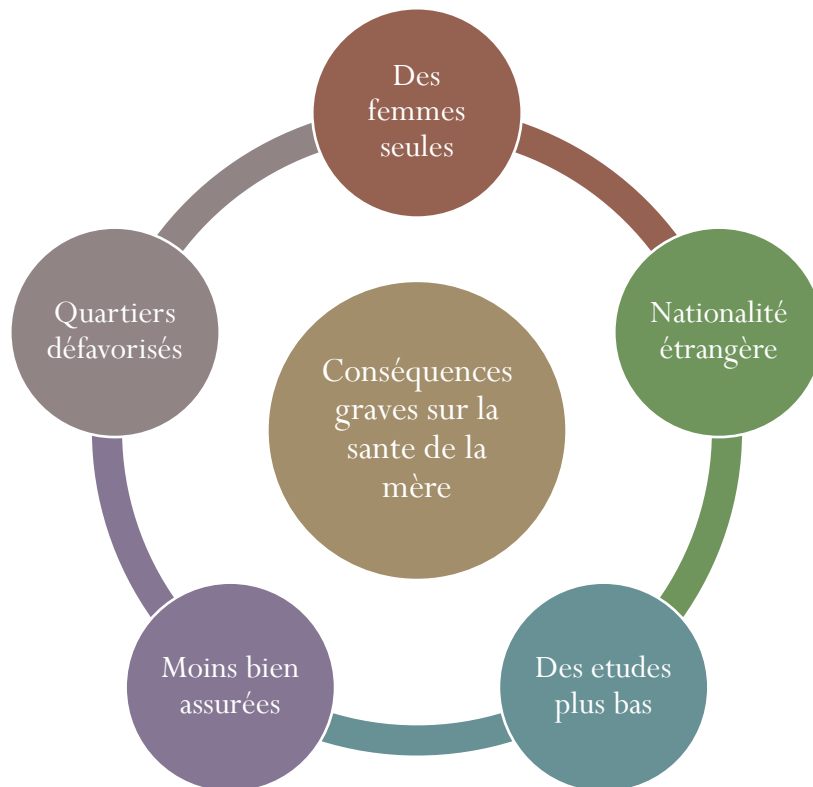 Des
femmes
seules
Nationalité
étrangère
Des etudes
plus bas
Moins bien
assurées
Quartiers
défavorisés
Conséquences
graves sur la
sante de la
mère